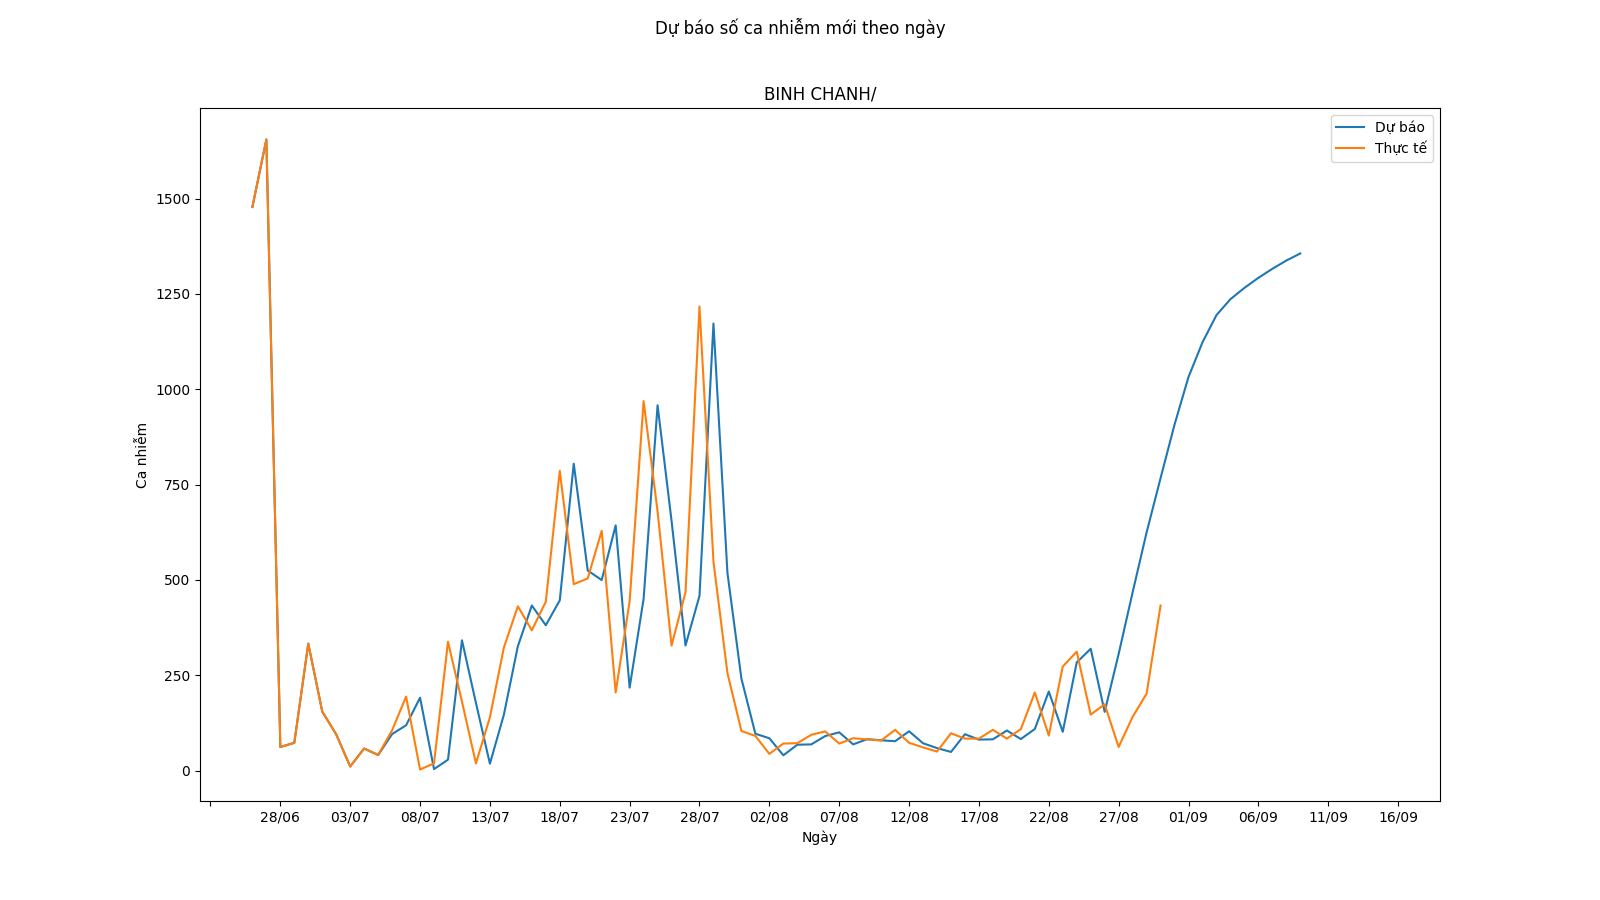 Dự báo số ca nhiễm mới theo ngày
BINH CHANH/
Dự báo
Thực tế
1500
1250
1000
750
500
250
0
Ca nhiễm
28/06 03/07 08/07 13/07 18/07 23/07 28/07 02/08 07/08 12/08 17/08 22/08 27/08 01/09 06/09 11/09 16/09
Ngày